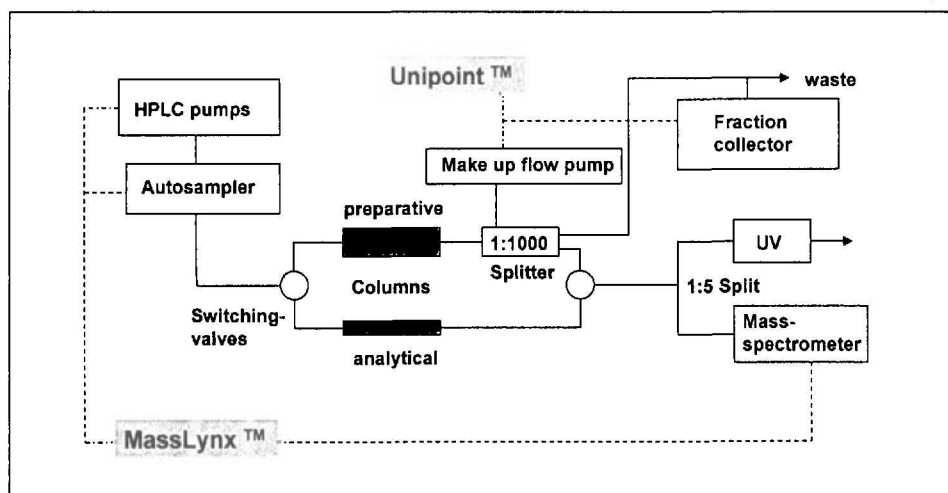 Unipoint ™
waste
HPLC pumps
Fraction
collector
Make up flow pump
Autosampler
preparative
1:1000
Splitter
UV
Columns
1:5 Split
Switching-
valves
Mass-
spectrometer
analytical
MassLynx ™